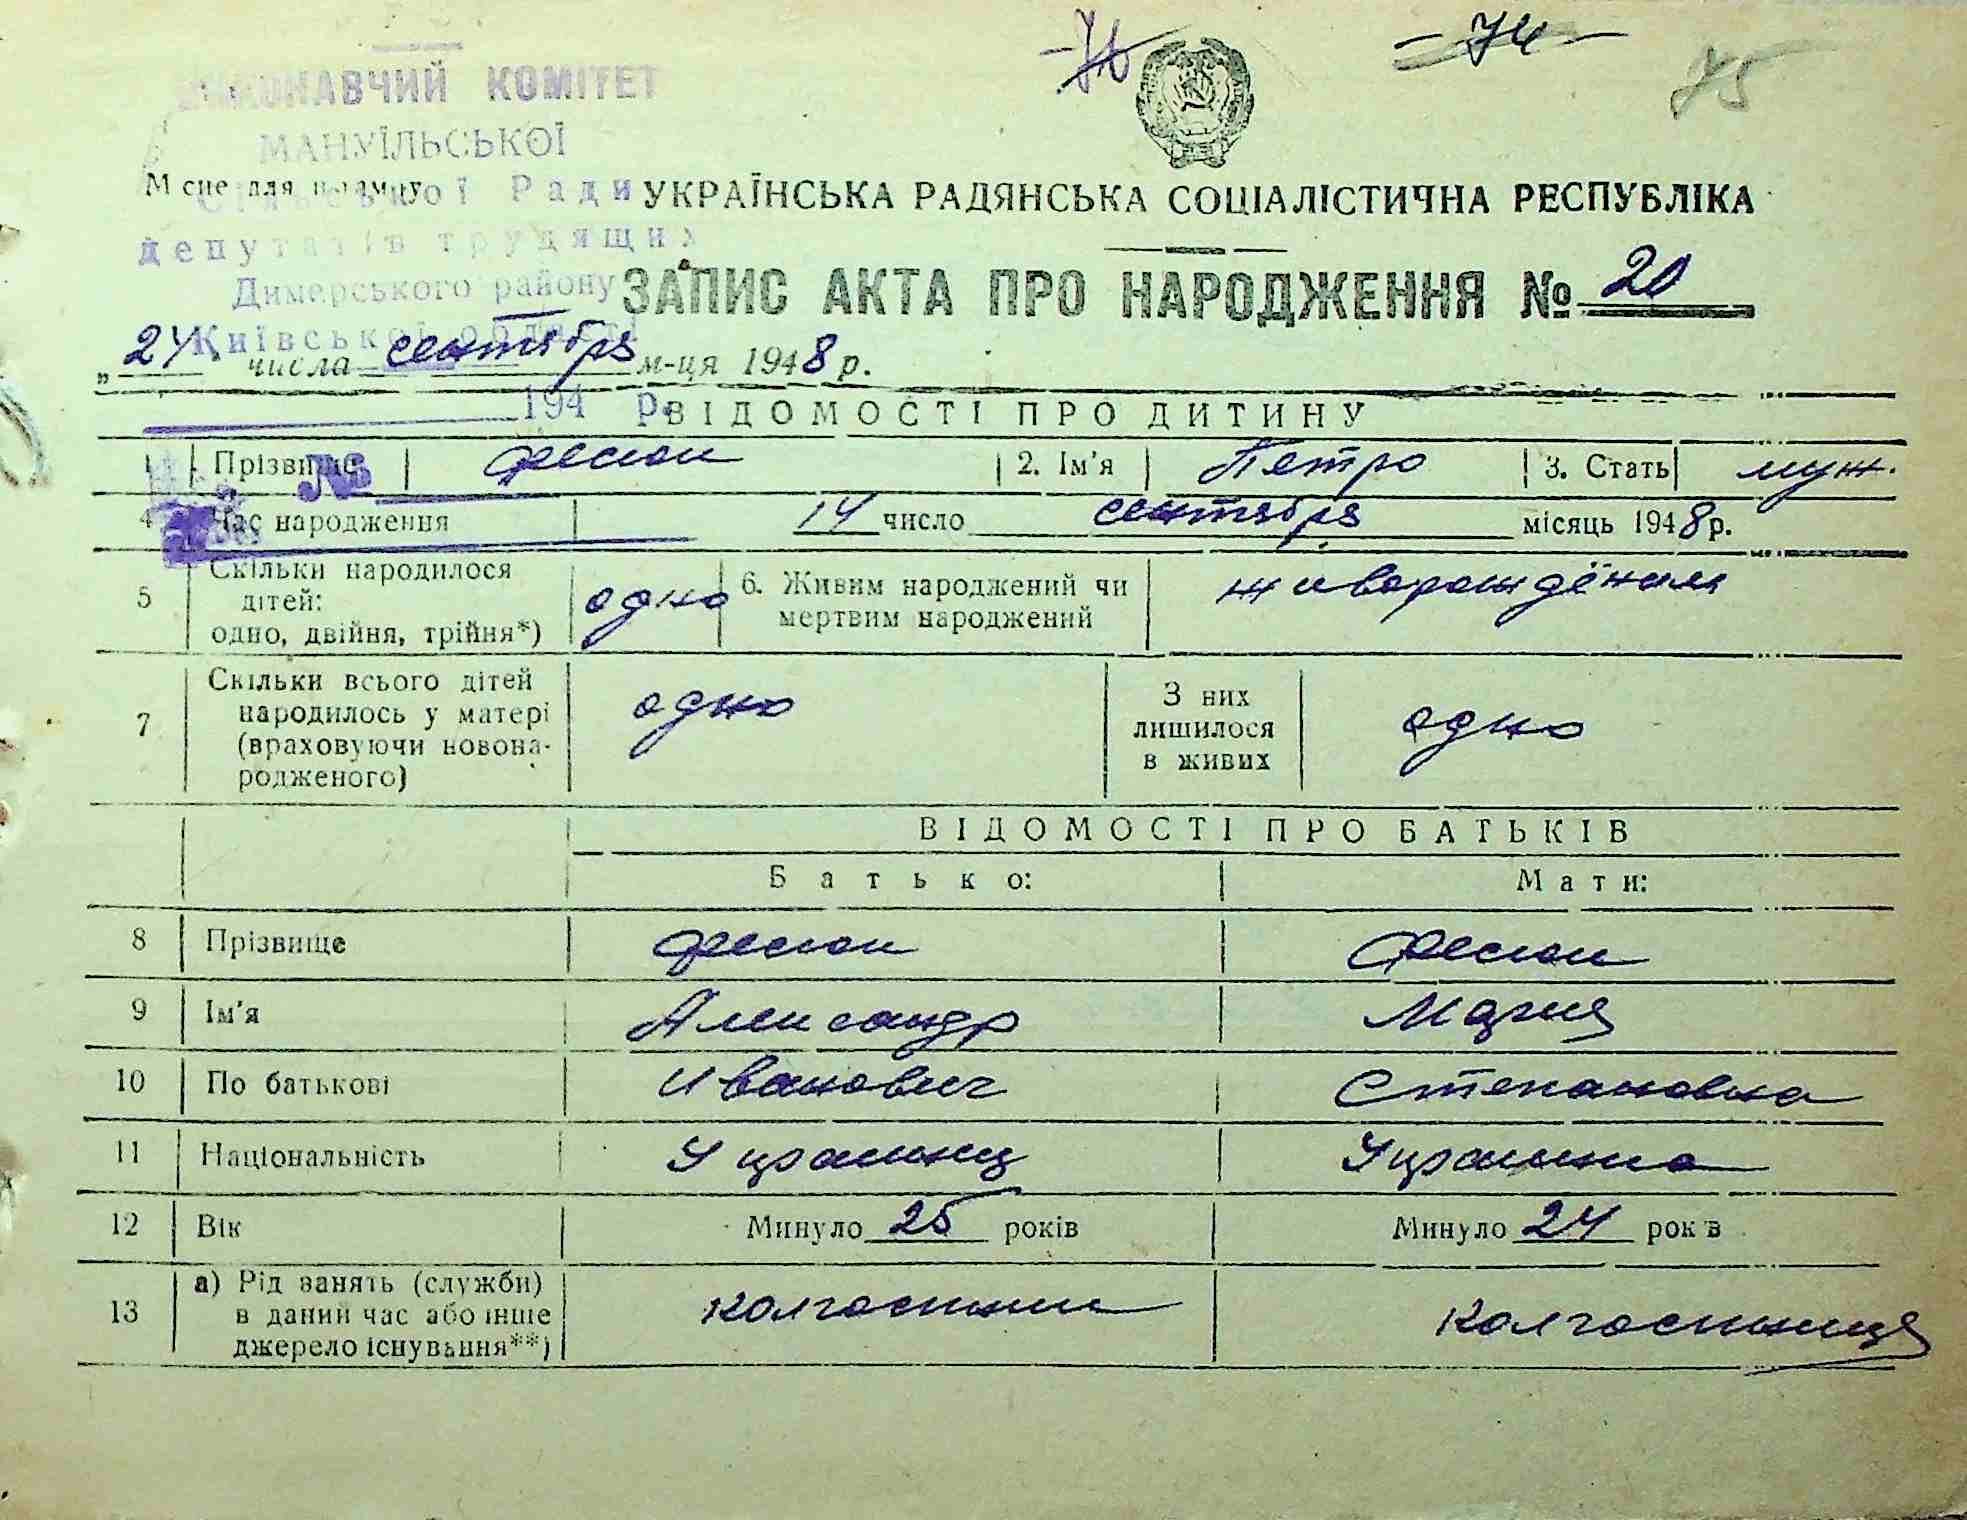 74
75
ВИКОНАВЧИЙ КОМІТЕТ
МАНУЇЛЬСЬКОЇ
Місце для штампу
Сільської Ради
УКРАЇНСЬКА РАДЯНСЬКА СОЦІАЛІСТИЧНА РЕСПУБЛІКА
депутатів трудящих
Димерського району
ЗАПИС АКТА ПРО НАРОДЖЕННЯ № 20
Київської області
„24 числа сентября м-ця 1948 р.
194 р.
ВІДОМОСТІ ПРО ДИТИНУ
1 Прізвище Фесюн 2. Ім'я Петро 3. Стать муж.
№
4 Час народження 14 число сентября місяць 1948 р.
5 Скільки народилося дітей: одно, двійня, трійня*) одно 6. Живим народжений чи мертвим народжений живорождёным
7 Скільки всього дітей народилось у матері (враховуючи новонародженого) одно З них лишилося в живих одно
ВІДОМОСТІ ПРО БАТЬКІВ
Батько: Мати:
8 Прізвище Фесюн Фесюн
9 Ім'я Александр Мария
10 По батькові Иванович Степановна
11 Національність Украинец Украинка
12 Вік Минуло 25 років Минуло 24 років
13 а) Рід занять (служби) в даний час або інше джерело існування**) колгоспник колгоспниця